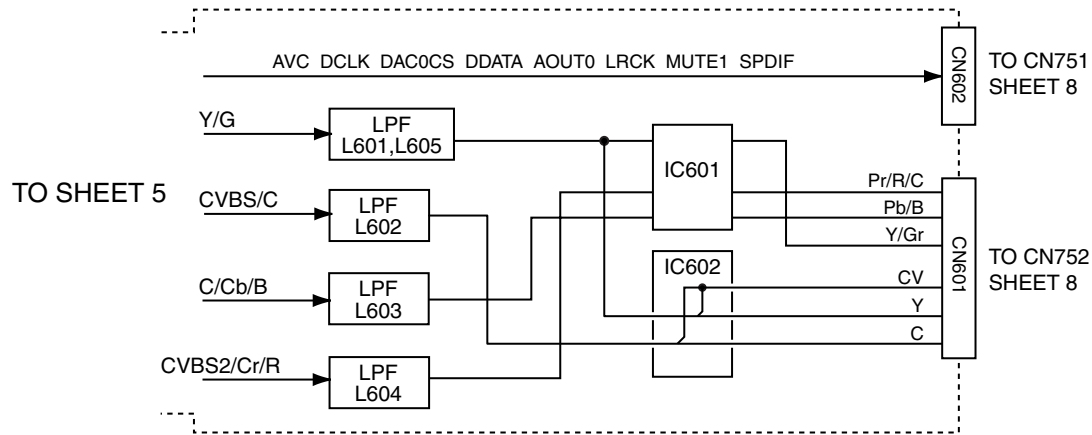 AVC DCLK DAC0CS DDATA AOUT0 LRCK MUTE1 SPDIF
CN602
TO CN751
SHEET 8
Y/G
LPF
L601,L605
IC601
TO SHEET 5
CVBS/C
LPF
L602
Pr/R/C
Pb/B
Y/Gr
CN601
TO CN752
SHEET 8
IC602
C/Cb/B
LPF
L603
CV
Y
C
CVBS2/Cr/R
LPF
L604